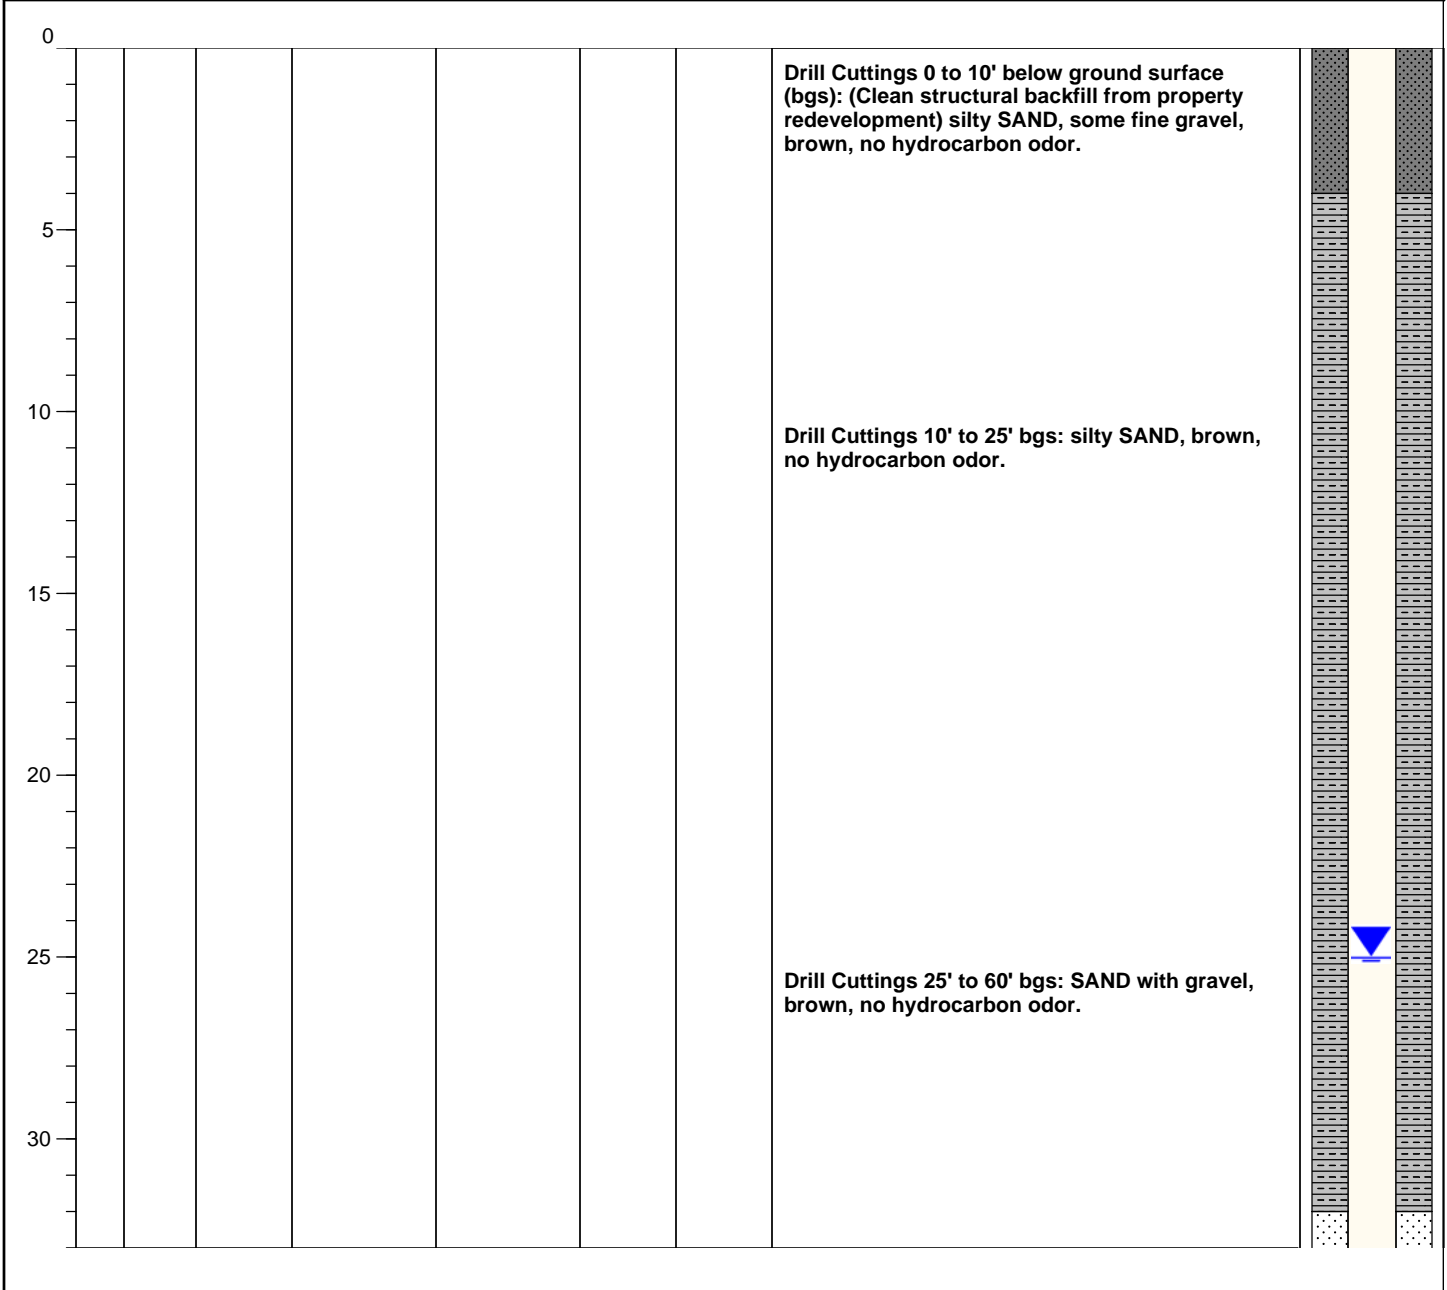 0
Drill Cuttings 0 to 10' below ground surface
(bgs): (Clean structural backfill from property
redevelopment) silty SAND, some fine gravel,
brown, no hydrocarbon odor.
5
10
Drill Cuttings 10' to 25' bgs: silty SAND, brown,
no hydrocarbon odor.
15
20
25
Drill Cuttings 25' to 60' bgs: SAND with gravel,
brown, no hydrocarbon odor.
30